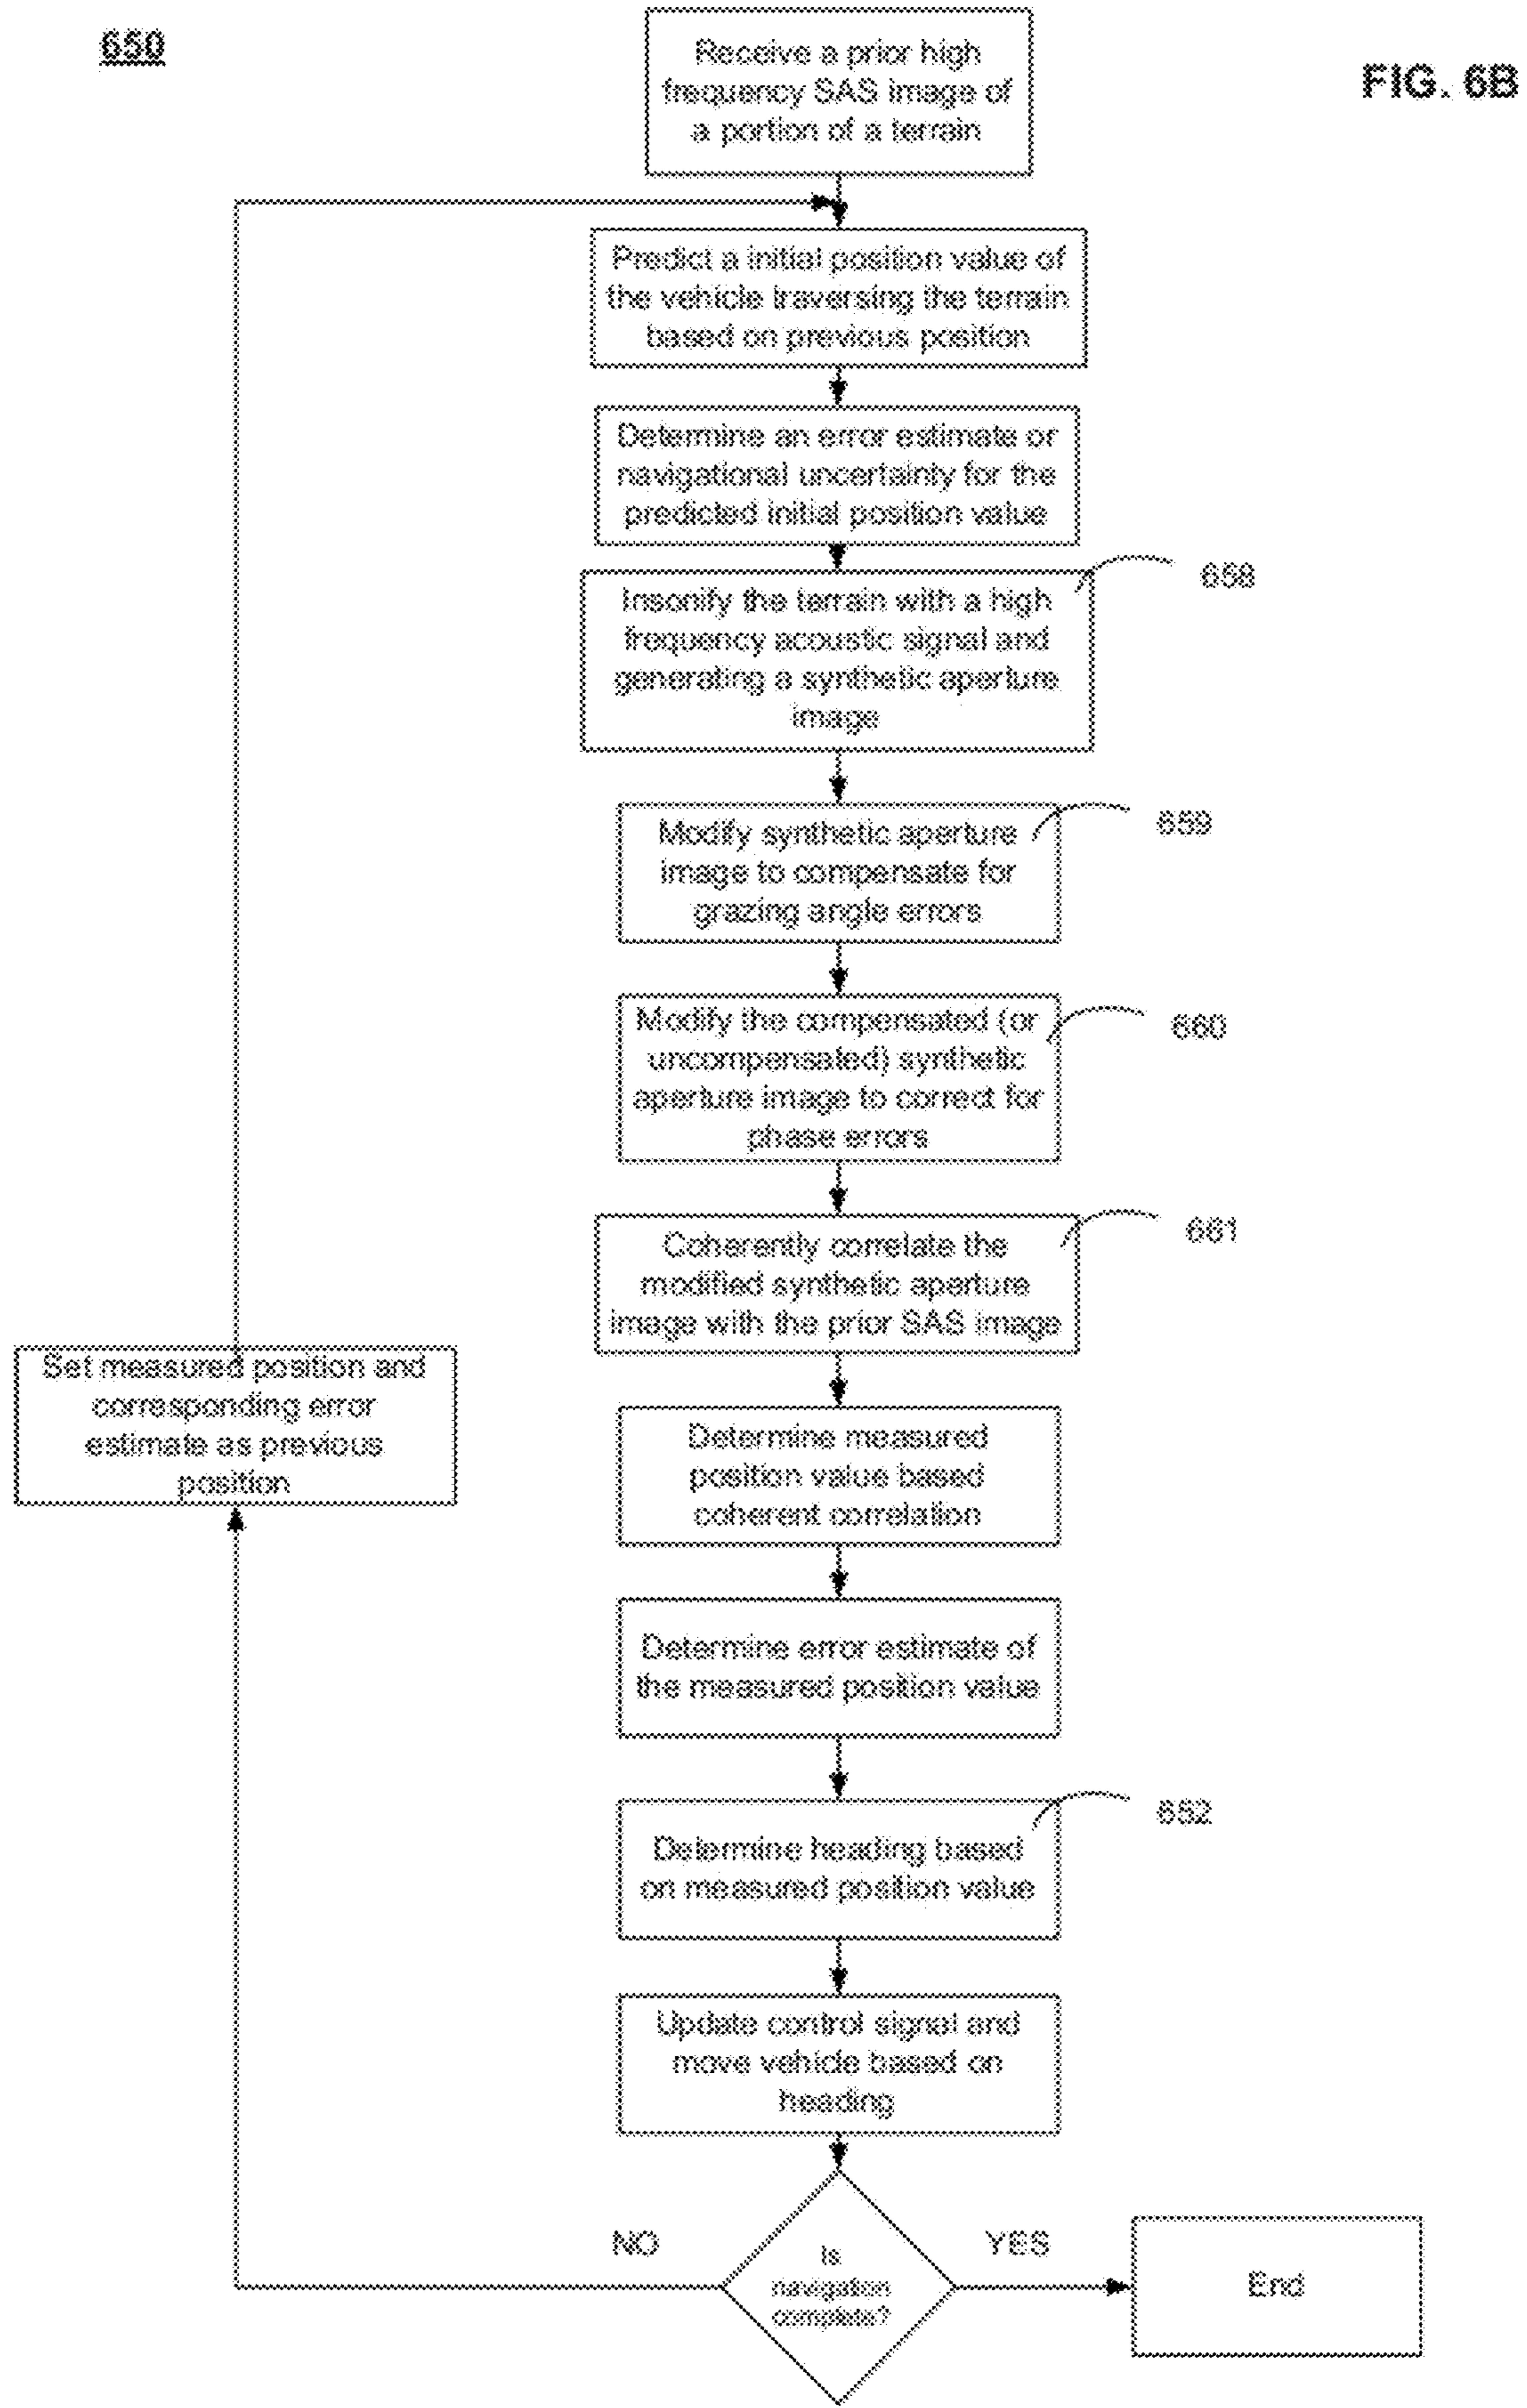 650
FIG. 6B
Receive a prior high
frequency SAS image of
a portion of a terrain
Predict a initial position value of
the vehicle traversing the terrain
based on previous position
Determine an error estimate or
navigational uncertainty for the
predicted initial position value
Insonify the terrain with a high
frequency acoustic signal and
generating a synthetic aperture
image
658
Modify synthetic aperture
image to compensate for
grazing angle errors
659
Modify the compensated (or
uncompensated) synthetic
aperture image to correct for
phase errors
660
Coherently correlate the
modified synthetic aperture
image with the prior SAS image
661
Set measured position and
corresponding error
estimate as previous
position
Determine measured
position value based
coherent correlation
Determine error estimate of
the measured position value
Determine heading based
on measured position value
652
Update control signal and
move vehicle based on
heading
Is
navigation
complete?
NO
YES
End